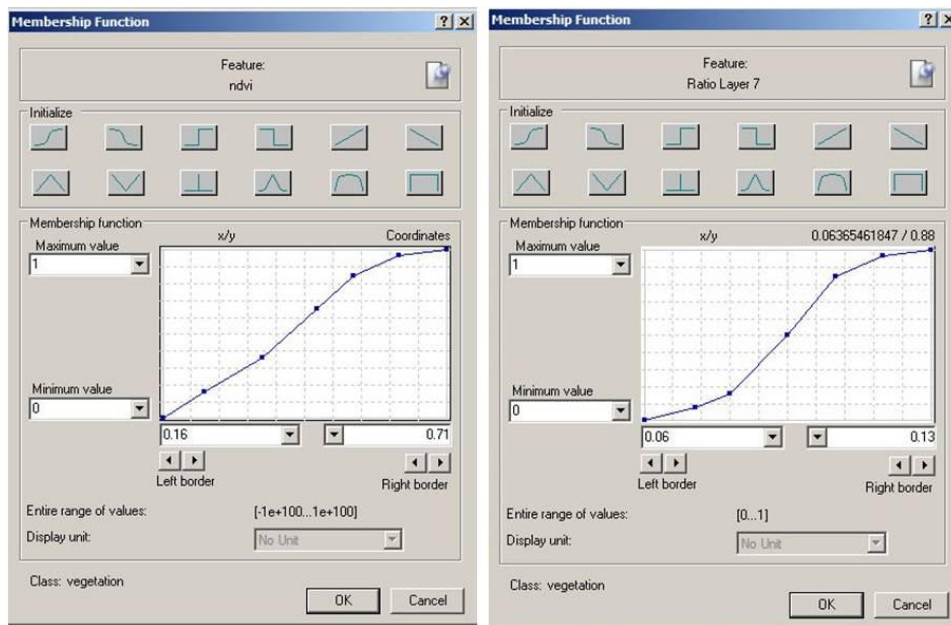 Membership Function
Feature:
ndvi
Initialize
Membership function
Maximum value
x/y
Coordinates
1
Minimum value
0
0.16
0.71
Left border
Right border
Entire range of values:
[-1e+100...1e+100]
Display unit:
No Unit
Class: vegetation
OK
Cancel
Membership Function
Feature:
Ratio Layer 7
Initialize
Membership function
Maximum value
x/y
0.06365461847 / 0.88
1
Minimum value
0
0.06
0.13
Left border
Right border
Entire range of values:
[0...1]
Display unit:
No Unit
Class: vegetation
OK
Cancel